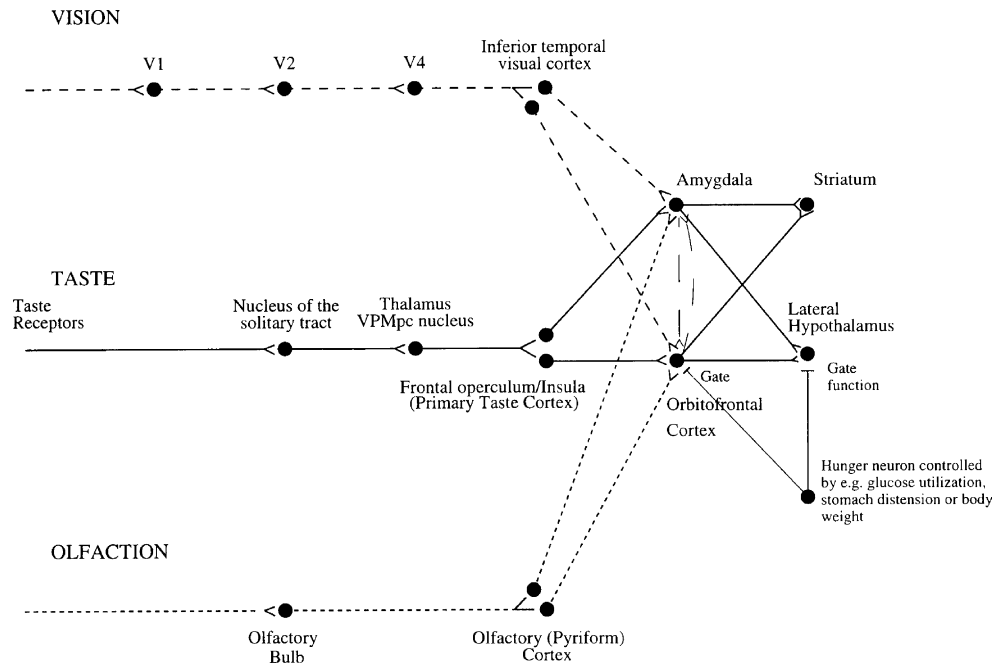 VISION
V1
V2
V4
Inferior temporal
visual cortex
Amygdala
Striatum
TASTE
Taste
Receptors
Nucleus of the
solitary tract
Thalamus
VPMpc nucleus
Frontal operculum/Insula
(Primary Taste Cortex)
Gate
Orbitofrontal
Cortex
Lateral
Hypothalamus
Gate
function
Hunger neuron controlled
by e.g. glucose utilization,
stomach distension or body
weight
OLFACTION
Olfactory
Bulb
Olfactory (Pyriform)
Cortex